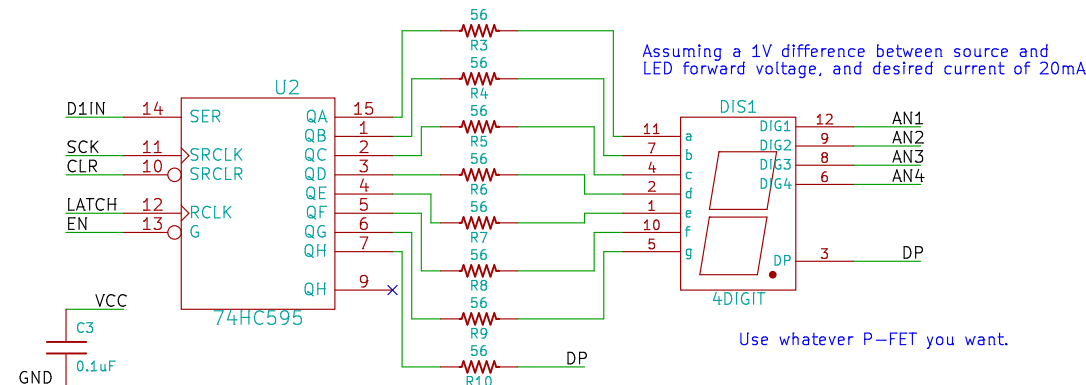 56
R3
56
R4
56
R5
56
R6
56
R7
56
R8
56
R9
56
R10
Assuming a 1V difference between source and
LED forward voltage, and desired current of 20mA
U2
D1IN 14 SER QA 15
QB 1
SCK 11 SRCLK QC 2
CLR 10 SRCLR QD 3
QE 4
LATCH 12 RCLK QF 5
EN 13 G QG 6
QH 7
QH 9
74HC595
DIS1
11 a DIG1 12 AN1
7 b DIG2 9 AN2
4 c DIG3 8 AN3
2 d DIG4 6 AN4
1 e
10 f
5 g DP 3 DP
4DIGIT
VCC
C3
0.1uF
GND
DP
Use whatever P-FET you want.